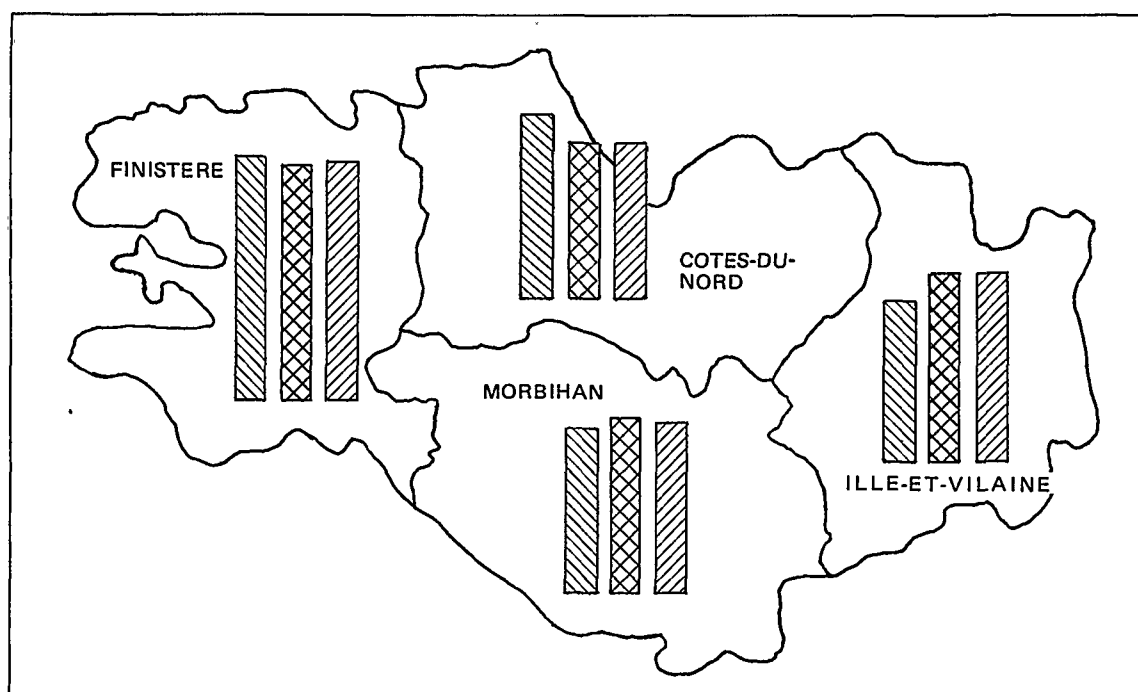 FINISTERE
COTES-DU-
NORD
MORBIHAN
ILLE-ET-VILAINE